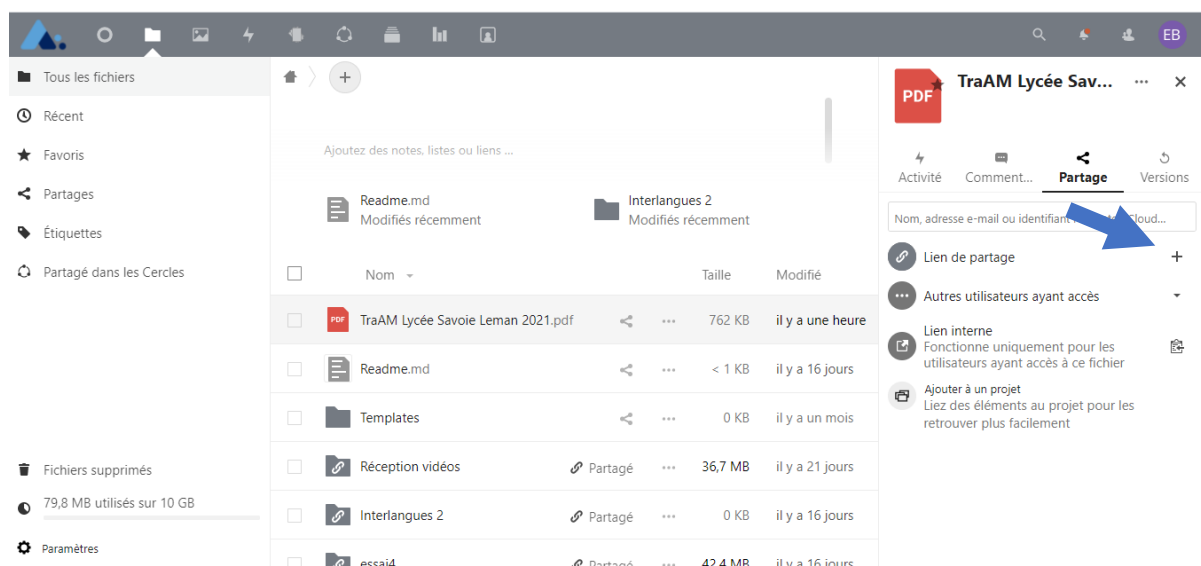 EB
Tous les fichiers
Récent
Favoris
Partages
Étiquettes
Partagé dans les Cercles
Fichiers supprimés
79,8 MB utilisés sur 10 GB
Paramètres
Ajoutez des notes, listes ou liens ...
Readme.md
Modifiés récemment
Interlangues 2
Modifiés récemment
Nom
Taille
Modifié
PDF
TraAM Lycée Savoie Leman 2021.pdf
762 KB
il y a une heure
Readme.md
< 1 KB
il y a 16 jours
Templates
0 KB
il y a un mois
Réception vidéos
Partagé
36,7 MB
il y a 21 jours
Interlangues 2
Partagé
0 KB
il y a 16 jours
essai4
Partagé
42,4 MB
il y a 16 jours
PDF
TraAM Lycée Sav...
Activité
Comment...
Partage
Versions
Nom, adresse e-mail ou identifiant
Lien de partage
Autres utilisateurs ayant accès
Lien interne
Fonctionne uniquement pour les
utilisateurs ayant accès à ce fichier
Ajouter à un projet
Liez des éléments au projet pour les
retrouver plus facilement